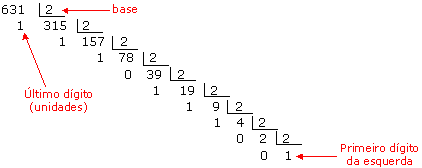 631 2 base
1 315 2
1 157 2
1 78 2
0 39 2
1 19 2
1 9 2
1 4 2
0 2 2
0 1
Último dígito
(unidades)
Primeiro dígito
da esquerda